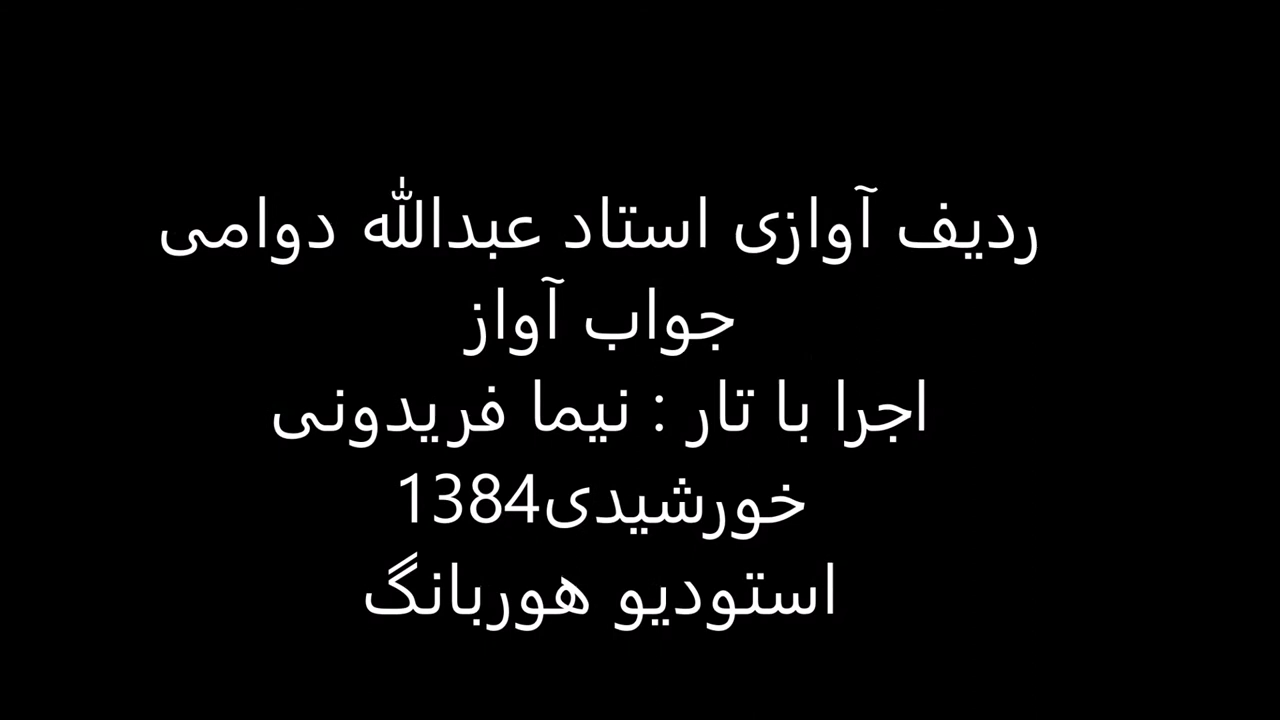 ردیف آوازی استاد عبدالله دوامی
جواب آواز
اجرا با تار : نیما فریدونی
خورشیدی1384
استودیو هوربانگ